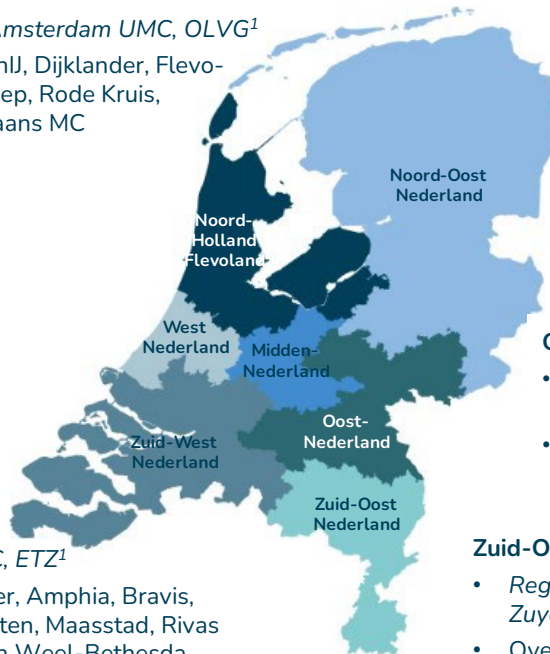 Amsterdam UMC, OLVG¹
nIJ, Dijklander, Flevo-
ep, Rode Kruis,
aans MC
Noord-Oost
Nederland
Noord-
Holland
Flevoland
West
Nederland
Midden-
Nederland
Oost-
Nederland
Zuid-West
Nederland
Zuid-Oost
Nederland
C, ETZ¹
er, Amphia, Bravis,
ten, Maasstad, Rivas
n Weel-Bethesda
Zuid-O
• Reg
Zuy
• Ove